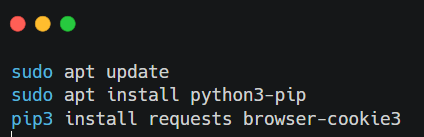 sudo apt update
sudo apt install python3-pip
pip3 install requests browser-cookie3